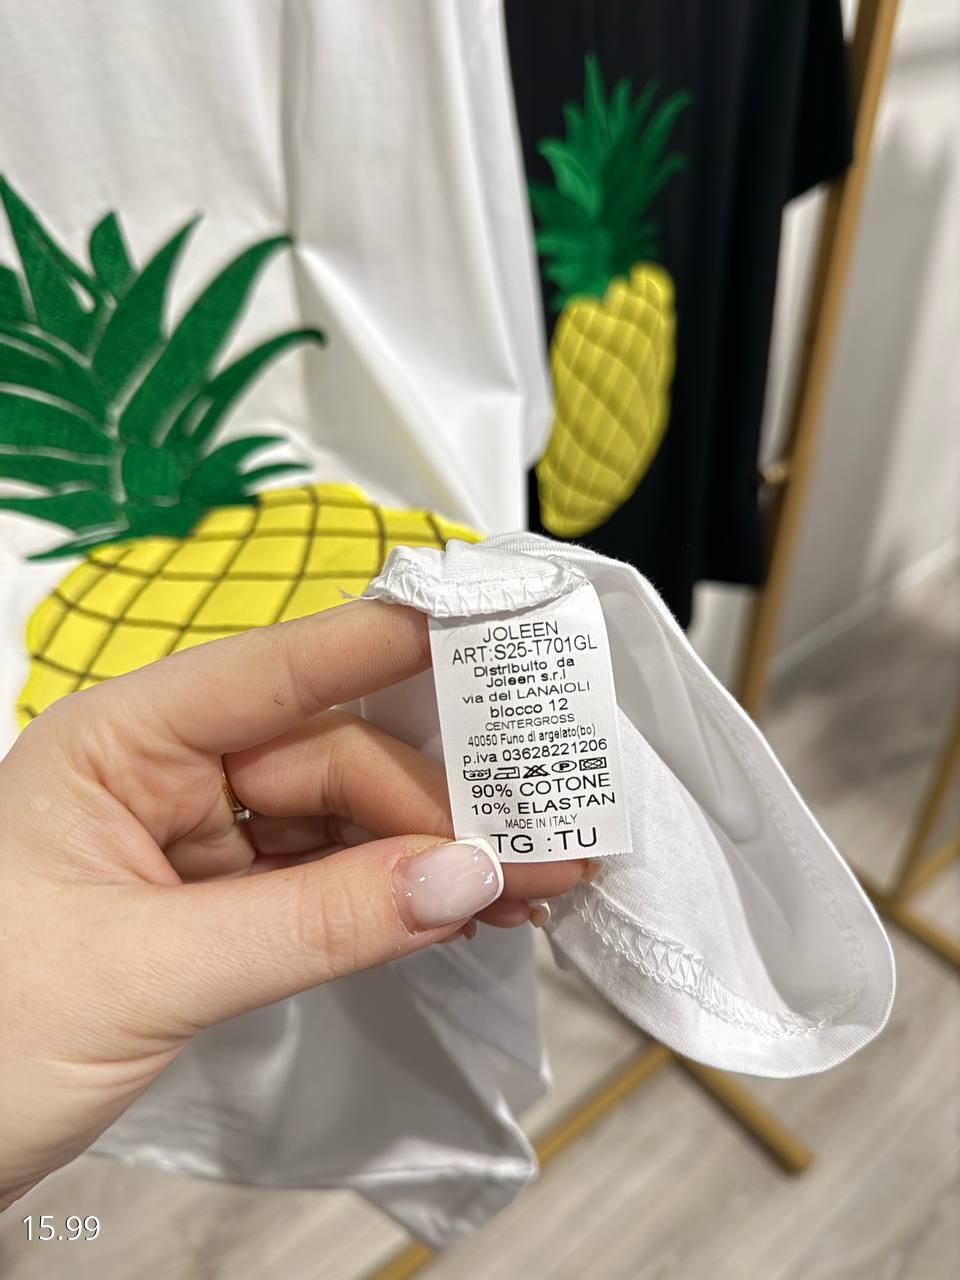 JOLEEN
ART:S25-T701GL
Distribuito da
Joleen s.r.l
via dei LANAIOLI
blocco 12
CENTERGROSS
40050 Funo di argelato(bo)
p.iva 03628221206
90% COTONE
10% ELASTAN
MADE IN ITALY
TG :TU
15.99